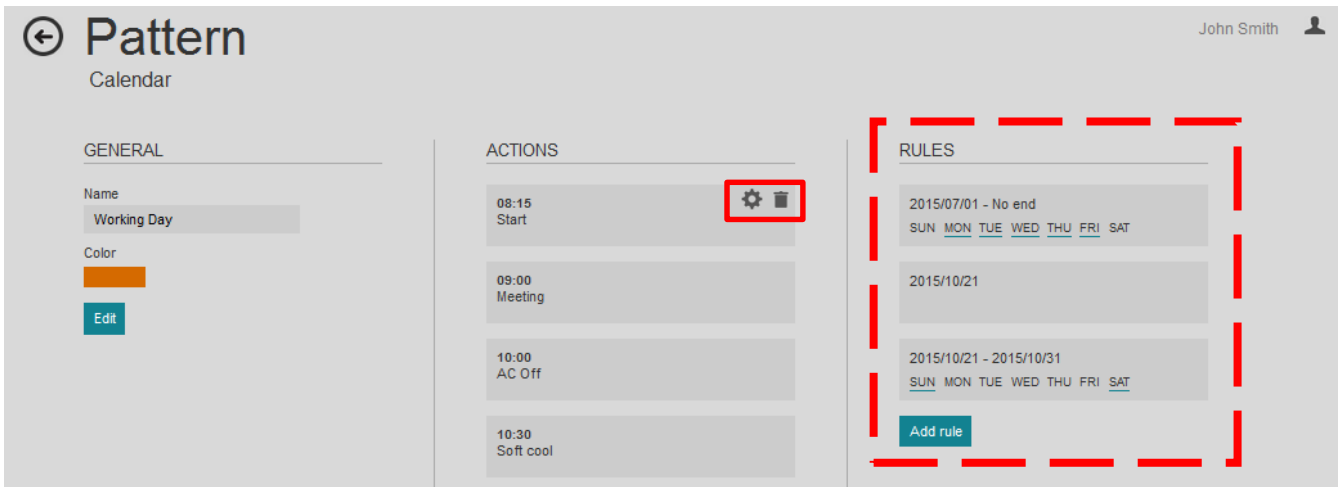 Pattern
John Smith
Calendar
GENERAL
Name
Working Day
Color
Edit
ACTIONS
08:15
Start
09:00
Meeting
10:00
AC Off
10:30
Soft cool
RULES
2015/07/01 - No end
SUN MON TUE WED THU FRI SAT
2015/10/21
2015/10/21 - 2015/10/31
SUN MON TUE WED THU FRI SAT
Add rule